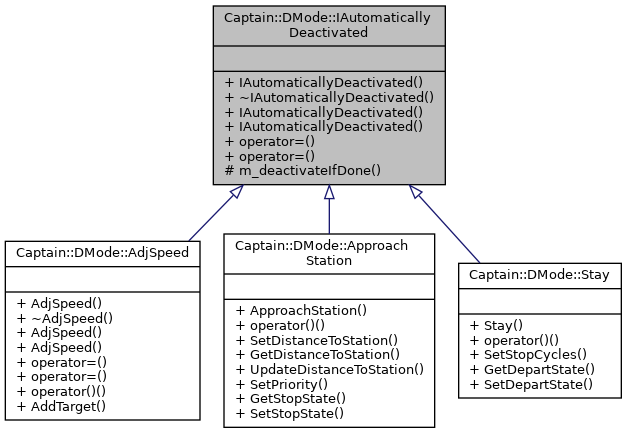 Captain::DMode::IAutomatically
Deactivated
+ IAutomaticallyDeactivated()
+ ~IAutomaticallyDeactivated()
+ IAutomaticallyDeactivated()
+ IAutomaticallyDeactivated()
+ operator=()
+ operator=()
# m_deactivateIfDone()
Captain::DMode::AdjSpeed
+ AdjSpeed()
+ ~AdjSpeed()
+ AdjSpeed()
+ AdjSpeed()
+ operator=()
+ operator=()
+ operator()()
+ AddTarget()
Captain::DMode::Approach
Station
+ ApproachStation()
+ operator()()
+ SetDistanceToStation()
+ GetDistanceToStation()
+ UpdateDistanceToStation()
+ SetPriority()
+ GetStopState()
+ SetStopState()
Captain::DMode::Stay
+ Stay()
+ operator()()
+ SetStopCycles()
+ GetDepartState()
+ SetDepartState()